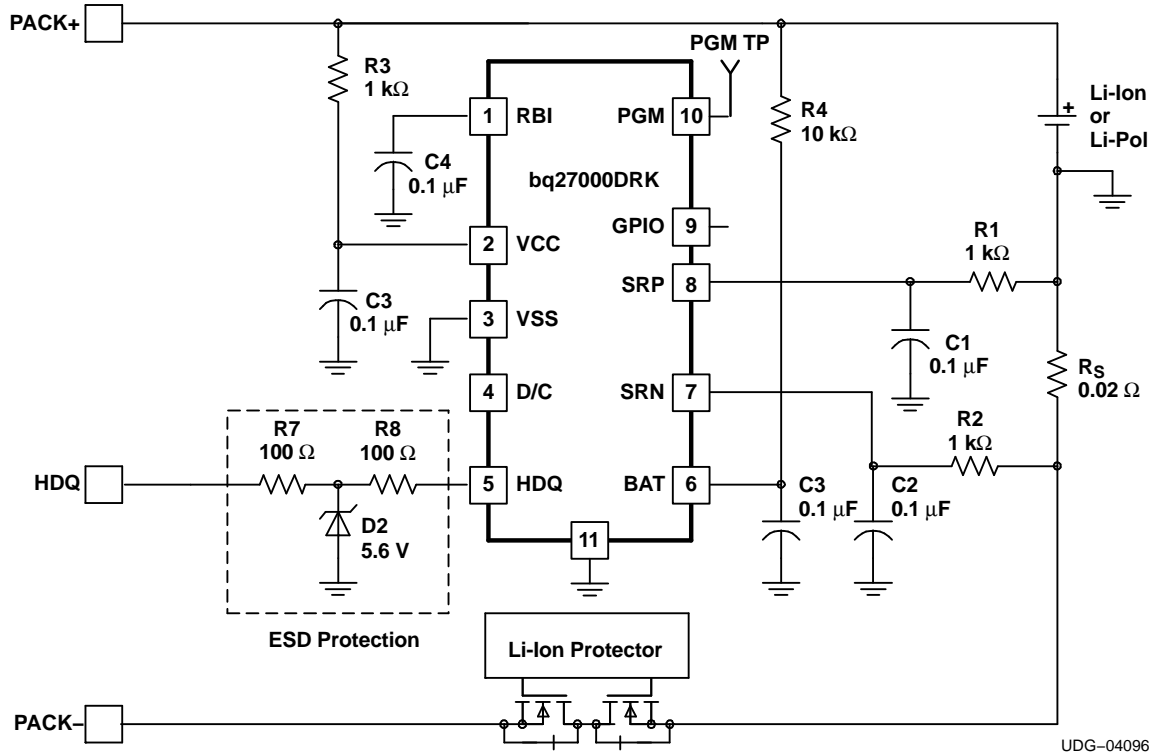 PACK+
PGM TP
R3
1 kΩ
1
RBI
PGM
10
R4
10 kΩ
+
Li-Ion
or
Li-Pol
C4
0.1 μF
bq27000DRK
GPIO
9
R1
1 kΩ
2
VCC
SRP
8
C3
0.1 μF
3
VSS
C1
0.1 μF
RS
0.02 Ω
4
D/C
SRN
7
R7
100 Ω
R8
100 Ω
R2
1 kΩ
HDQ
5
HDQ
BAT
6
C3
0.1 μF
C2
0.1 μF
D2
5.6 V
11
ESD Protection
Li-Ion Protector
PACK–
UDG–04096